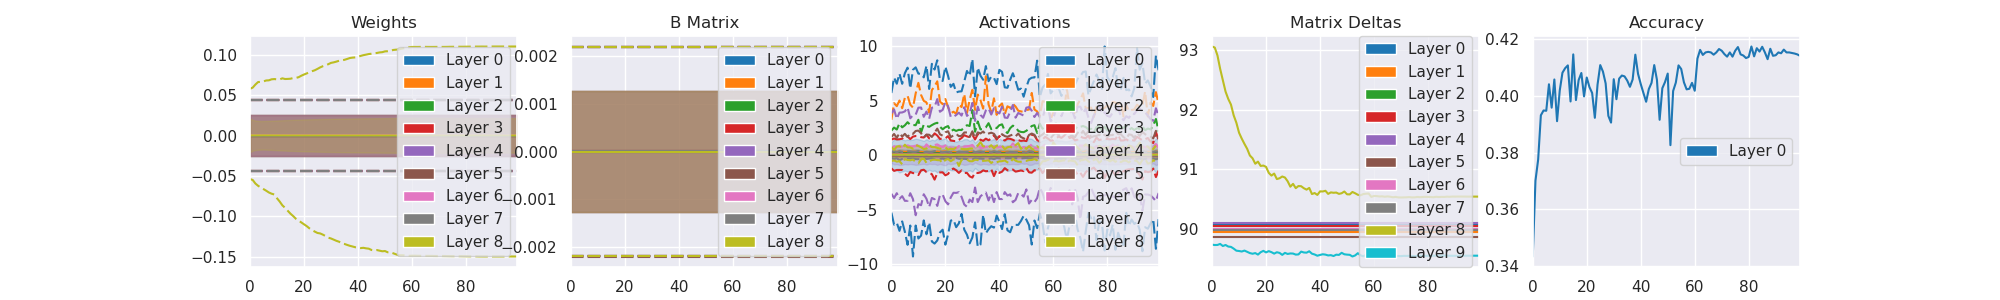 Weights
0.10
0.05
0.00
−0.05
−0.10
−0.15
0
20
40
60
80
Layer 0
Layer 1
Layer 2
Layer 3
Layer 4
Layer 5
Layer 6
Layer 7
Layer 8
B Matrix
0.002
0.001
0.000
−0.001
−0.002
0
20
40
60
80
Layer 0
Layer 1
Layer 2
Layer 3
Layer 4
Layer 5
Layer 6
Layer 7
Layer 8
Activations
10
5
0
−5
−10
0
20
40
60
80
Layer 0
Layer 1
Layer 2
Layer 3
Layer 4
Layer 5
Layer 6
Layer 7
Layer 8
Matrix Deltas
93
92
91
90
0
20
40
60
80
Layer 0
Layer 1
Layer 2
Layer 3
Layer 4
Layer 5
Layer 6
Layer 7
Layer 8
Layer 9
Accuracy
0.42
0.40
0.38
0.36
0.34
0
20
40
60
80
Layer 0